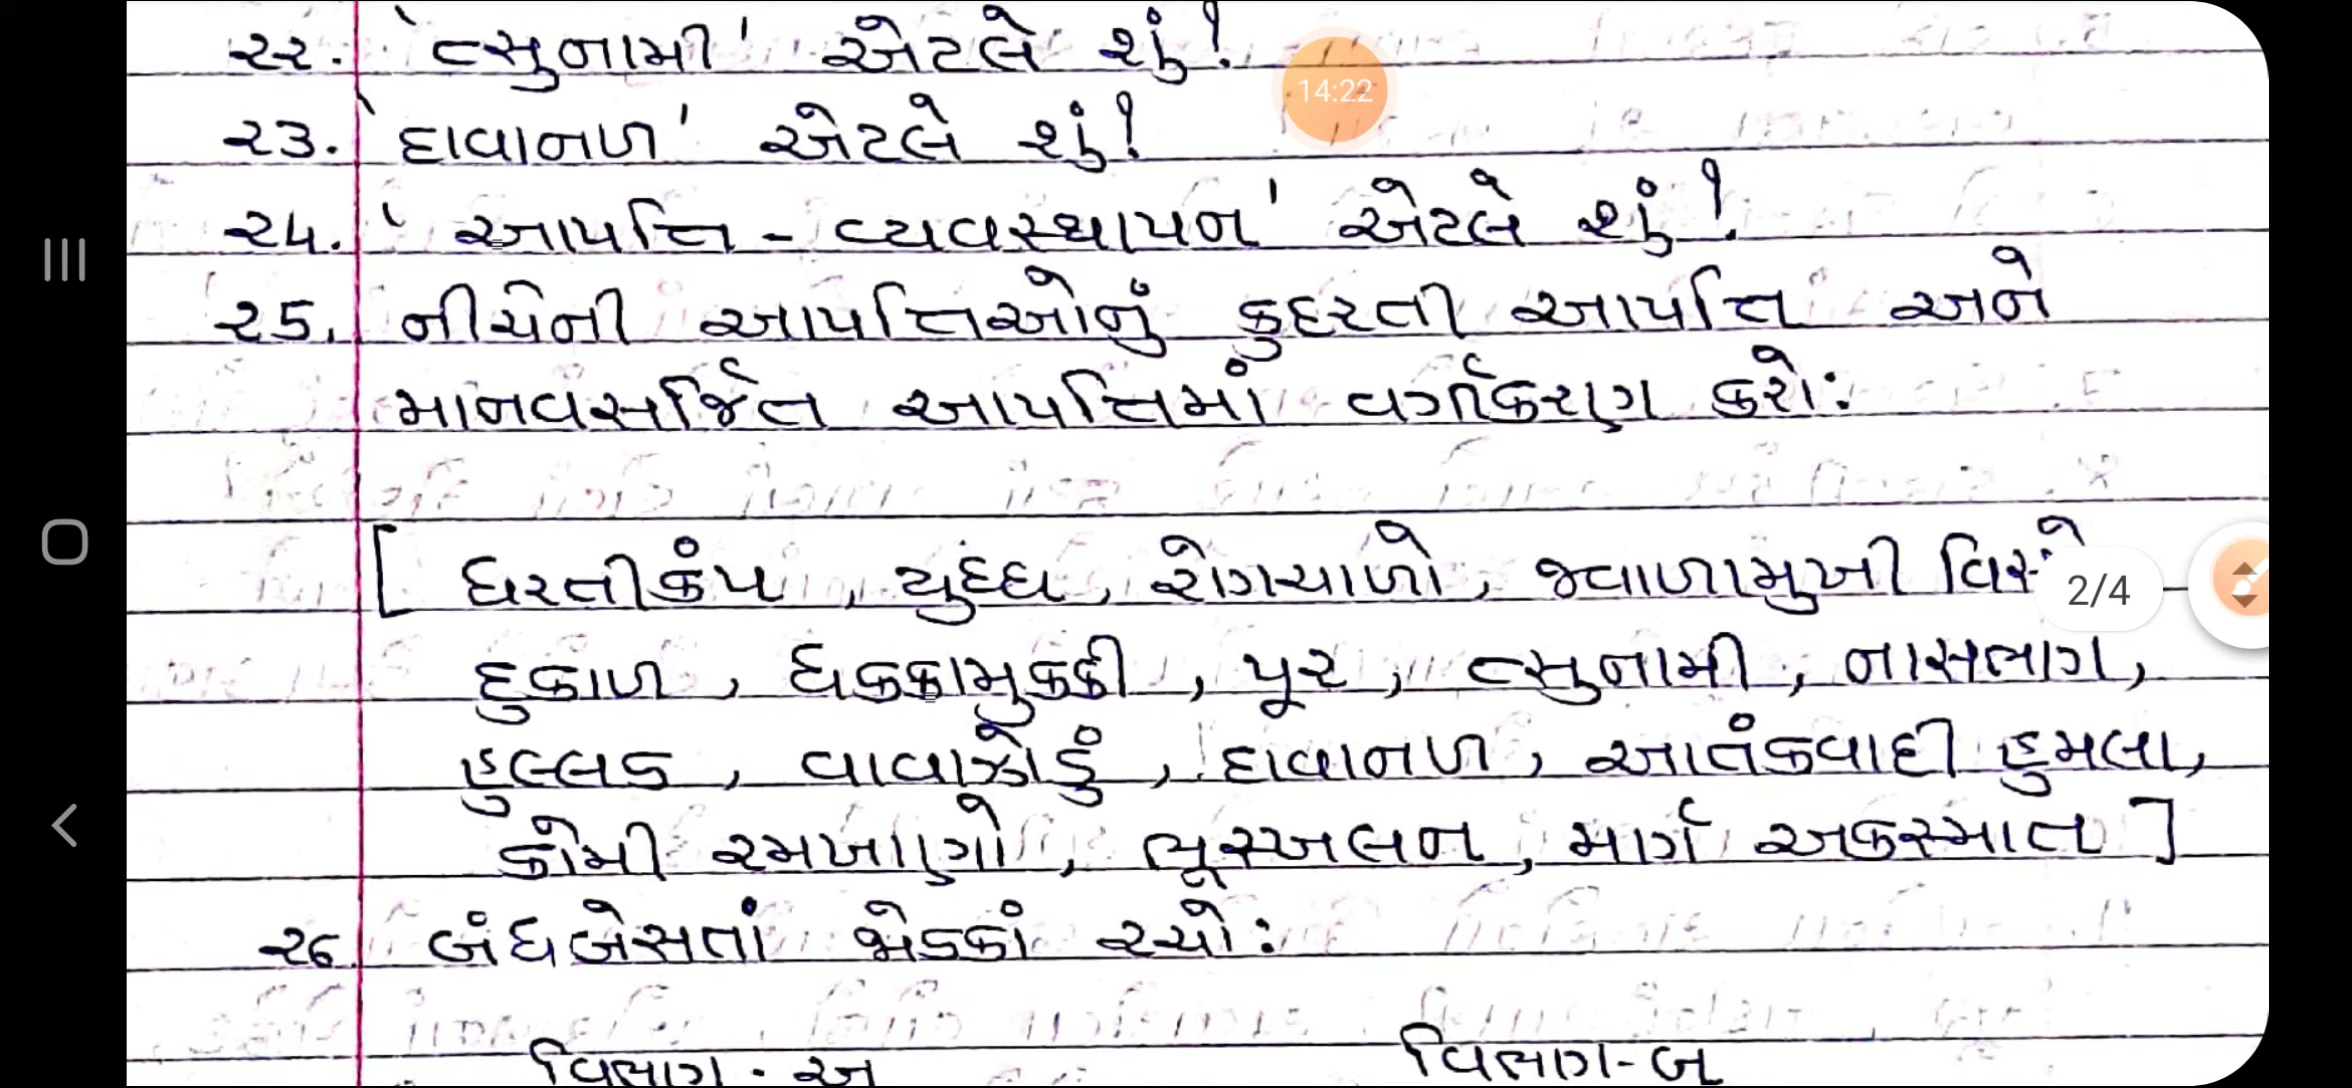 ૨૨. 'ત્સુનામી' એટલે શું?
14:22
૨૩. 'દાવાનળ' એટલે શું?
૨૪. 'આપત્તિ - વ્યવસ્થાપન' એટલે શું?
૨૫. નીચેની આપત્તિઓનું કુદરતી આપત્તિ અને
માનવસર્જિત આપત્તિમાં વર્ગીકરણ કરો:
[ ધરતીકંપ, યુદ્ધ, રોગચાળો, જ્વાળામુખી
2/4
દુકાળ, ધક્કામુક્કી, પૂર, ત્સુનામી, નાસભાગ,
હુલ્લડ, વાવાઝોડું, દાવાનળ, આતંકવાદી હુમલા,
કોમી રમખાણો, ભૂસ્ખલન, માર્ગ અકસ્માત ]
૨૬ બંધબેસતાં જોડકાં રચો:
વિભાગ - અ વિભાગ-બ